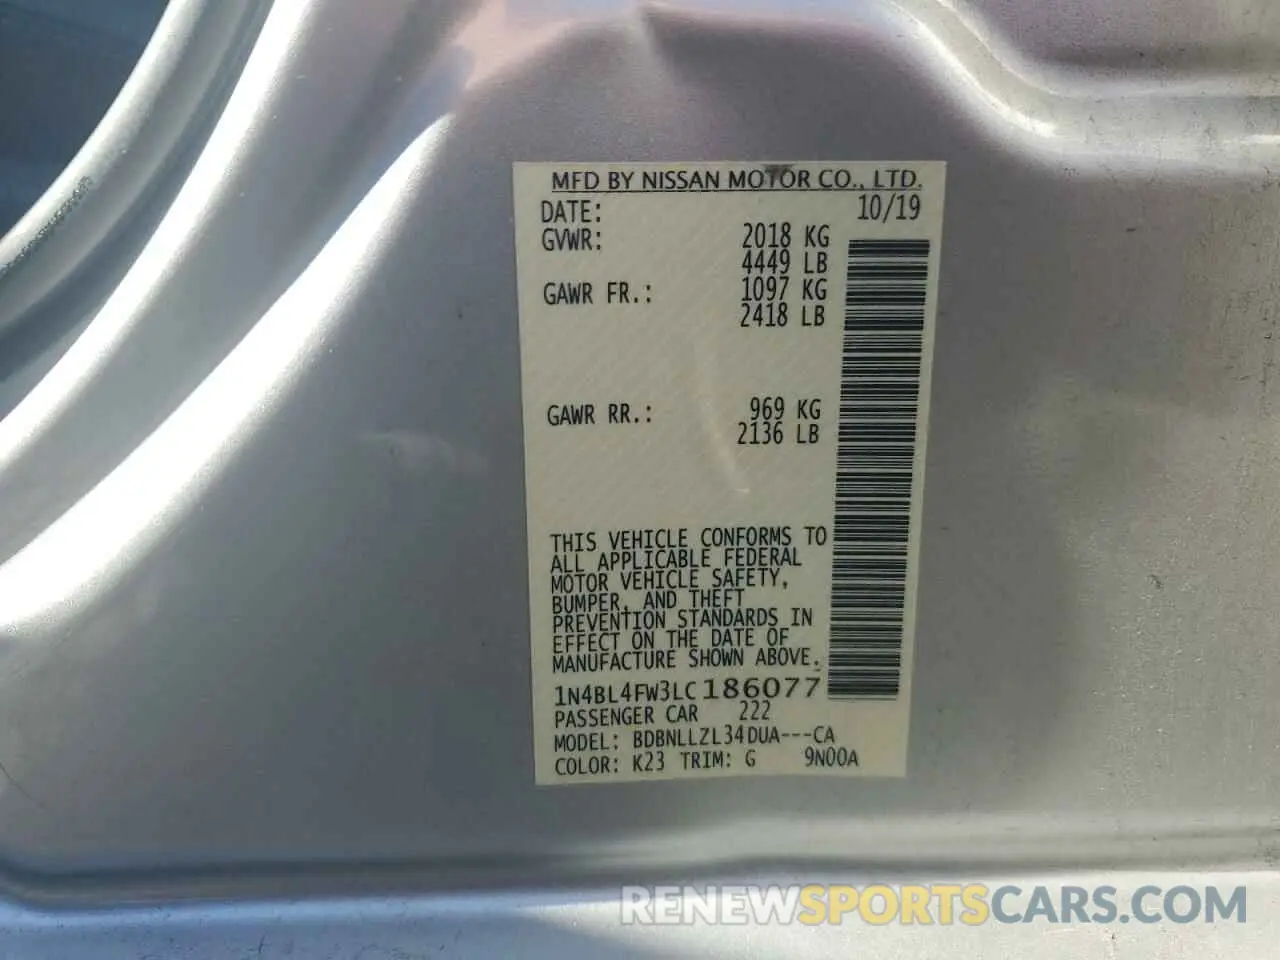 MFD BY NISSAN MOTOR CO., LTD.
DATE: 10/19
GVWR: 2018 KG
4449 LB
GAWR FR.: 1097 KG
2418 LB
GAWR RR.: 969 KG
2136 LB
THIS VEHICLE CONFORMS TO
ALL APPLICABLE FEDERAL
MOTOR VEHICLE SAFETY,
BUMPER, AND THEFT
PREVENTION STANDARDS IN
EFFECT ON THE DATE OF
MANUFACTURE SHOWN ABOVE.
1N4BL4FW3LC186077
PASSENGER CAR 222
MODEL: BDBNLLZL34DUA---CA
COLOR: K23 TRIM: G 9N00A
RENEWSPORTSCARS.COM